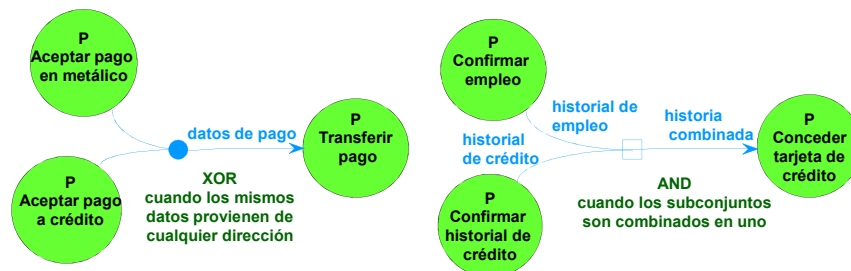 P
Aceptar pago
en metálico
datos de pago
P
Transferir
pago
P
Aceptar pago
a crédito
XOR
cuando los mismos
datos provienen de
cualquier dirección
P
Confirmar
empleo
historial de
empleo
historial
de crédito
historia
combinada
P
Conceder
tarjeta de
crédito
P
Confirmar
historial de
crédito
AND
cuando los subconjuntos
son combinados en uno